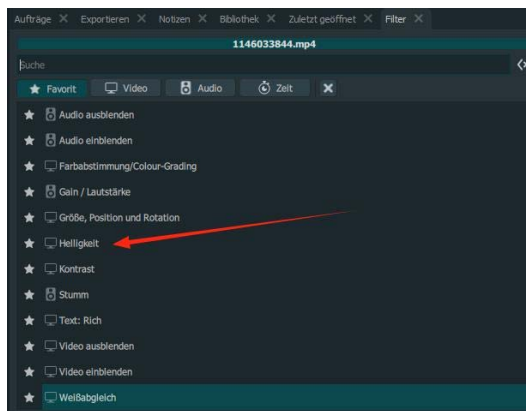 Aufträge Exportieren Notizen Bibliothek Zuletzt geöffnet Filter
1146033844.mp4
Suche
Favorit Video Audio Zeit
Audio ausblenden
Audio einblenden
Farbabstimmung/Colour-Grading
Gain / Lautstärke
Größe, Position und Rotation
Helligkeit
Kontrast
Stumm
Text: Rich
Video ausblenden
Video einblenden
Weißabgleich